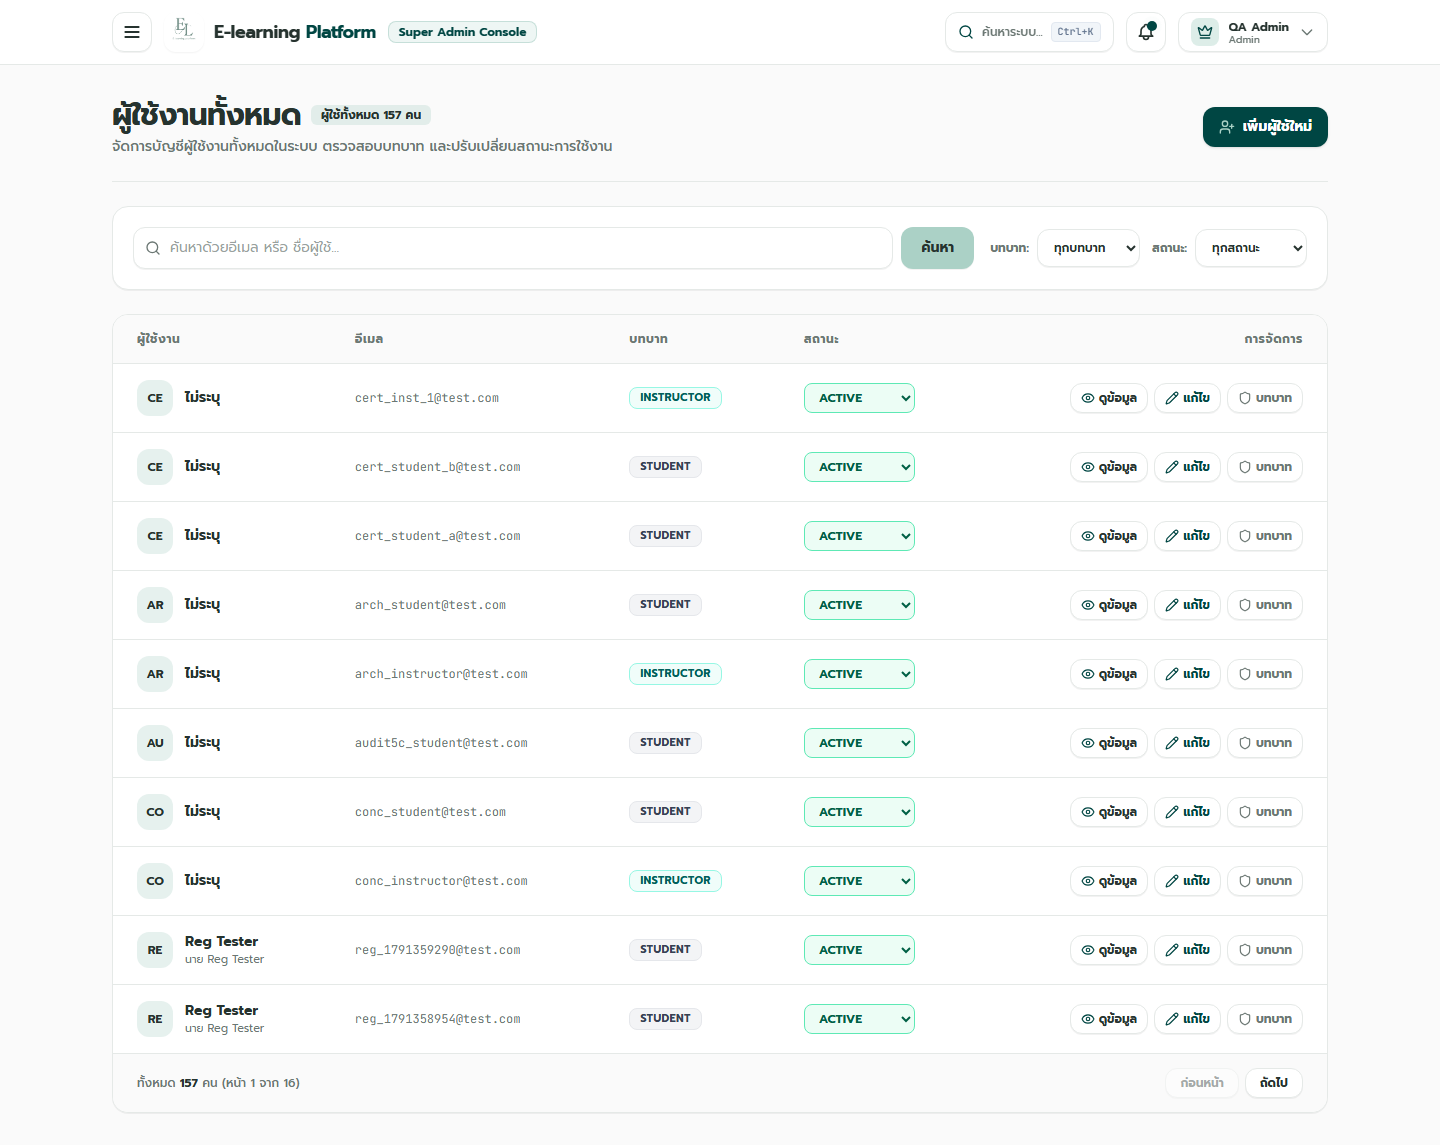 EL
E-learning Platform
Super Admin Console
ค้นหาระบบ...
Ctrl+K
QA Admin
Admin
ผู้ใช้งานทั้งหมด
ผู้ใช้ทั้งหมด 157 คน
จัดการบัญชีผู้ใช้งานทั้งหมดในระบบ ตรวจสอบบทบาท และปรับเปลี่ยนสถานะการใช้งาน
เพิ่มผู้ใช้ใหม่
ค้นหาด้วยอีเมล หรือ ชื่อผู้ใช้...
ค้นหา
บทบาท:
ทุกบทบาท
สถานะ:
ทุกสถานะ
ผู้ใช้งาน อีเมล บทบาท สถานะ การจัดการ
CE ไม่ระบุ cert_inst_1@test.com INSTRUCTOR ACTIVE ดูข้อมูล แก้ไข บทบาท
CE ไม่ระบุ cert_student_b@test.com STUDENT ACTIVE ดูข้อมูล แก้ไข บทบาท
CE ไม่ระบุ cert_student_a@test.com STUDENT ACTIVE ดูข้อมูล แก้ไข บทบาท
AR ไม่ระบุ arch_student@test.com STUDENT ACTIVE ดูข้อมูล แก้ไข บทบาท
AR ไม่ระบุ arch_instructor@test.com INSTRUCTOR ACTIVE ดูข้อมูล แก้ไข บทบาท
AU ไม่ระบุ audit5c_student@test.com STUDENT ACTIVE ดูข้อมูล แก้ไข บทบาท
CO ไม่ระบุ conc_student@test.com STUDENT ACTIVE ดูข้อมูล แก้ไข บทบาท
CO ไม่ระบุ conc_instructor@test.com INSTRUCTOR ACTIVE ดูข้อมูล แก้ไข บทบาท
RE Reg Tester reg_1791359290@test.com STUDENT ACTIVE ดูข้อมูล แก้ไข บทบาท
นาย Reg Tester
RE Reg Tester reg_1791358954@test.com STUDENT ACTIVE ดูข้อมูล แก้ไข บทบาท
นาย Reg Tester
ทั้งหมด 157 คน (หน้า 1 จาก 16)
ก่อนหน้า
ถัดไป